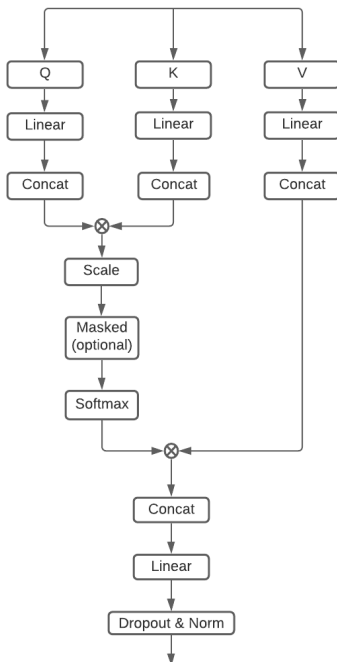 Q
K
V
Linear
Linear
Linear
Concat
Concat
Concat
Scale
Masked
(optional)
Softmax
Concat
Linear
Dropout & Norm